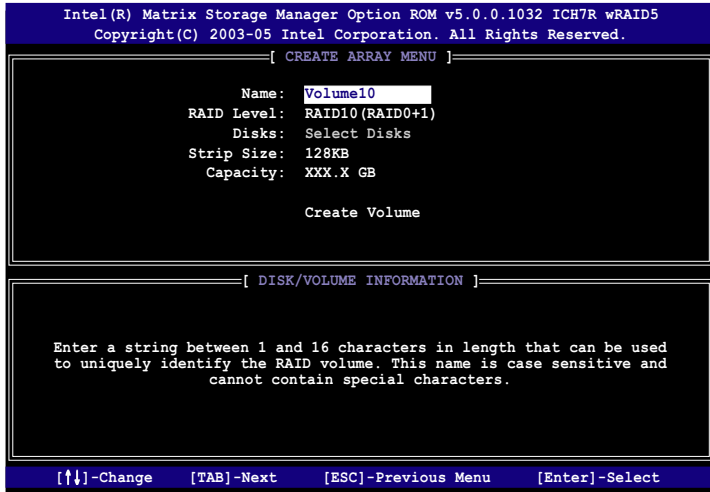 Intel(R) Matrix Storage Manager Option ROM v5.0.0.1032 ICH7R wRAID5
Copyright(C) 2003-05 Intel Corporation. All Rights Reserved.
[ CREATE ARRAY MENU ]
Name: Volume10
RAID Level: RAID10(RAID0+1)
Disks: Select Disks
Strip Size: 128KB
Capacity: XXX.X GB
Create Volume
[ DISK/VOLUME INFORMATION ]
Enter a string between 1 and 16 characters in length that can be used
to uniquely identify the RAID volume. This name is case sensitive and
cannot contain special characters.
[↑↓]-Change [TAB]-Next [ESC]-Previous Menu [Enter]-Select